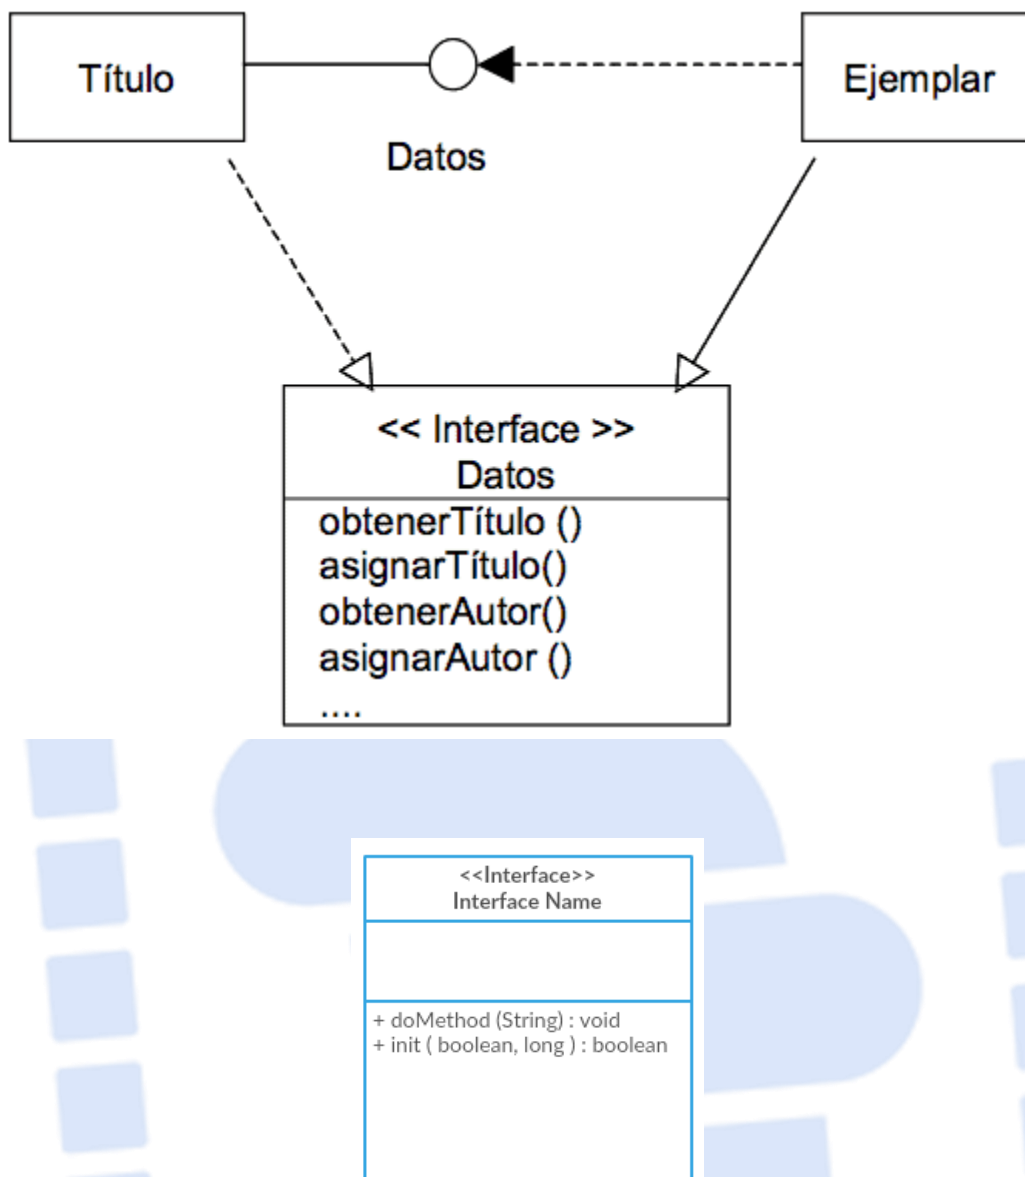 Título
Ejemplar
Datos
<< Interface >>
Datos
obtenerTítulo ()
asignarTítulo()
obtenerAutor()
asignarAutor ()
....
<<Interface>>
Interface Name
+ doMethod (String) : void
+ init ( boolean, long ) : boolean